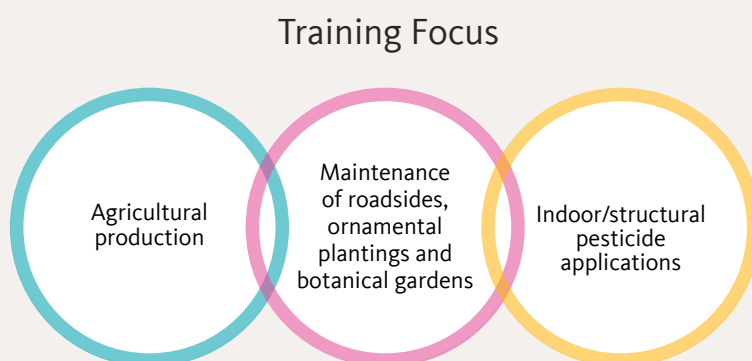 Training Focus
Agricultural
production
Maintenance
of roadsides,
ornamental
plantings and
botanical gardens
Indoor/structural
pesticide
applications